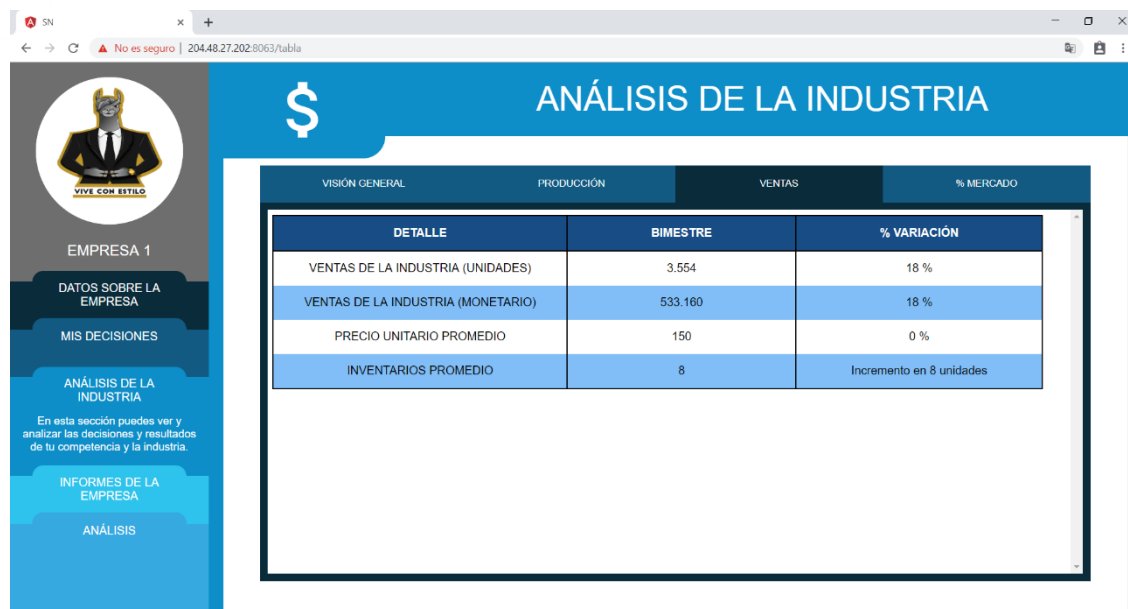 SN
No es seguro | 204.48.27.202:8063/tabla
VIVE CON ESTILO
EMPRESA 1
DATOS SOBRE LA
EMPRESA
MIS DECISIONES
ANÁLISIS DE LA
INDUSTRIA
En esta sección puedes ver y
analizar las decisiones y resultados
de tu competencia y la industria.
INFORMES DE LA
EMPRESA
ANÁLISIS
$ ANÁLISIS DE LA INDUSTRIA
VISIÓN GENERAL PRODUCCIÓN VENTAS % MERCADO
DETALLE BIMESTRE % VARIACIÓN
VENTAS DE LA INDUSTRIA (UNIDADES) 3.554 18 %
VENTAS DE LA INDUSTRIA (MONETARIO) 533.160 18 %
PRECIO UNITARIO PROMEDIO 150 0 %
INVENTARIOS PROMEDIO 8 Incremento en 8 unidades